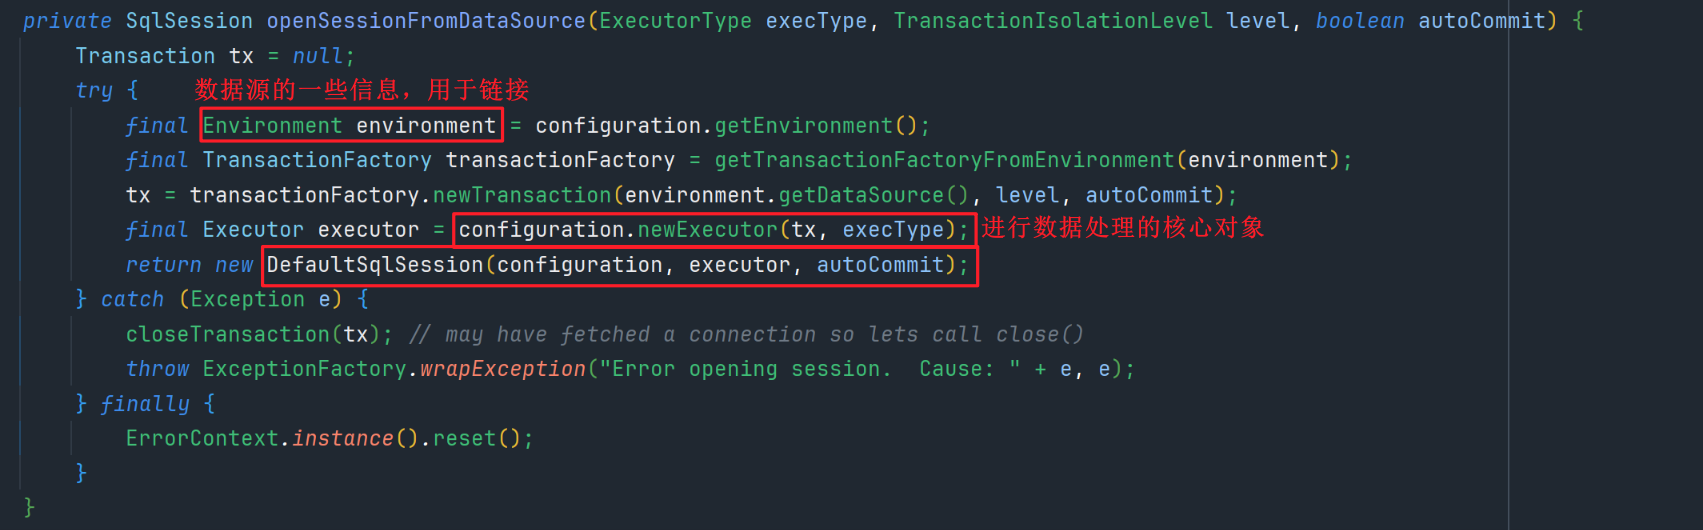 private SqlSession openSessionFromDataSource(ExecutorType execType, TransactionIsolationLevel level, boolean autoCommit) {
Transaction tx = null;
try { 数据源的一些信息，用于链接
final Environment environment = configuration.getEnvironment();
final TransactionFactory transactionFactory = getTransactionFactoryFromEnvironment(environment);
tx = transactionFactory.newTransaction(environment.getDataSource(), level, autoCommit);
final Executor executor = configuration.newExecutor(tx, execType); 进行数据处理的核心对象
return new DefaultSqlSession(configuration, executor, autoCommit);
} catch (Exception e) {
closeTransaction(tx); // may have fetched a connection so lets call close()
throw ExceptionFactory.wrapException("Error opening session.  Cause: " + e, e);
} finally {
ErrorContext.instance().reset();
}
}